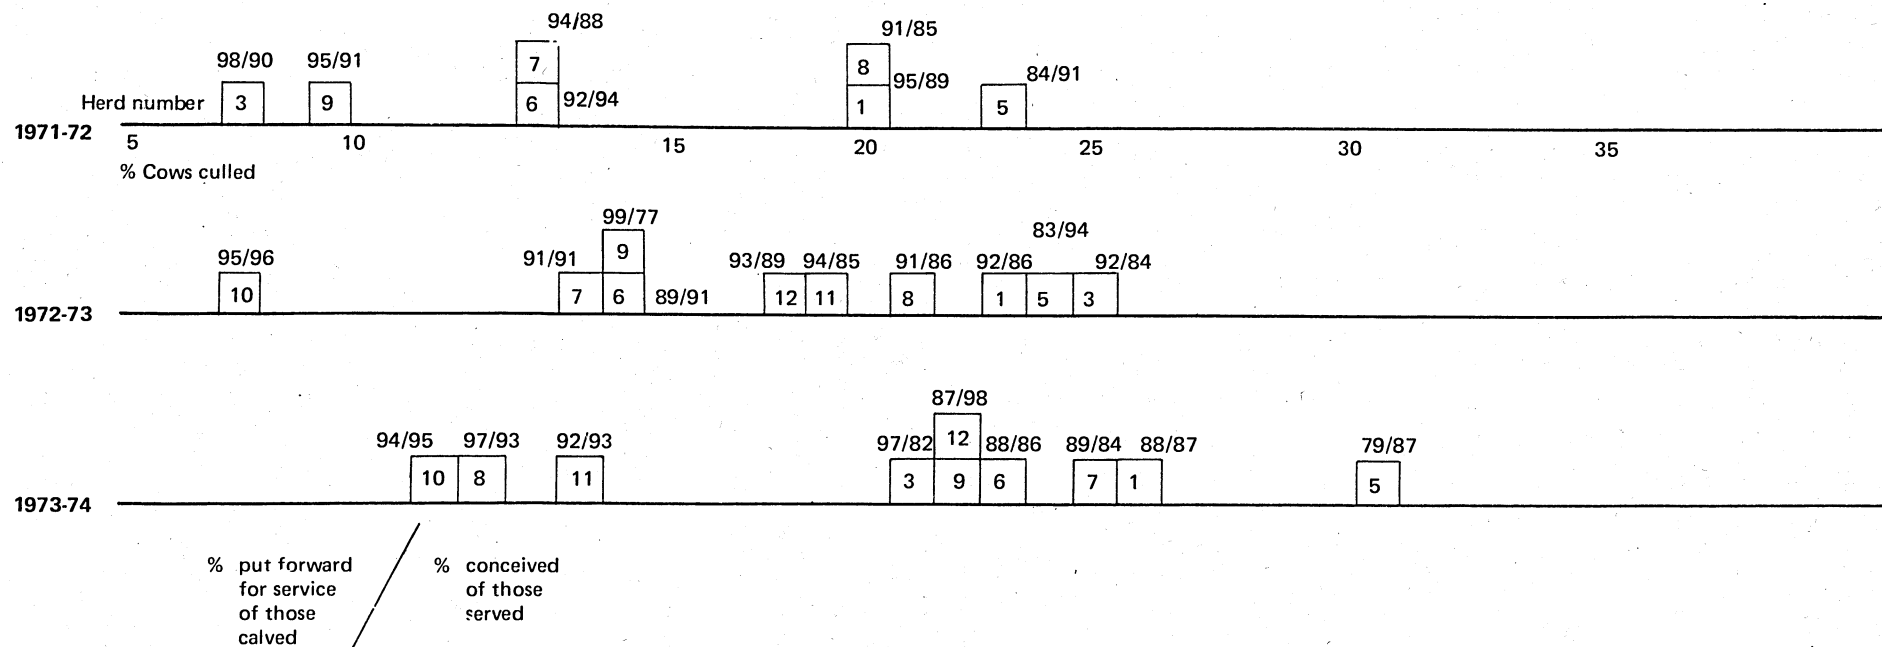 94/88
91/85
98/90 95/91
7
8
84/91
95/89
Herd number 3 9 6 92/94 1 5
1971-72
5 10 15 20 25 30 35
% Cows culled
99/77
83/94
95/96 91/91 9 93/89 94/85 91/86 92/86 92/84
10 7 6 89/91 12 11 8 1 5 3
1972-73
87/98
94/95 97/93 92/93 97/82 12 88/86 89/84 88/87 79/87
10 8 11 3 9 6 7 1 5
1973-74
% put forward
for service
of those
calved
% conceived
of those
served